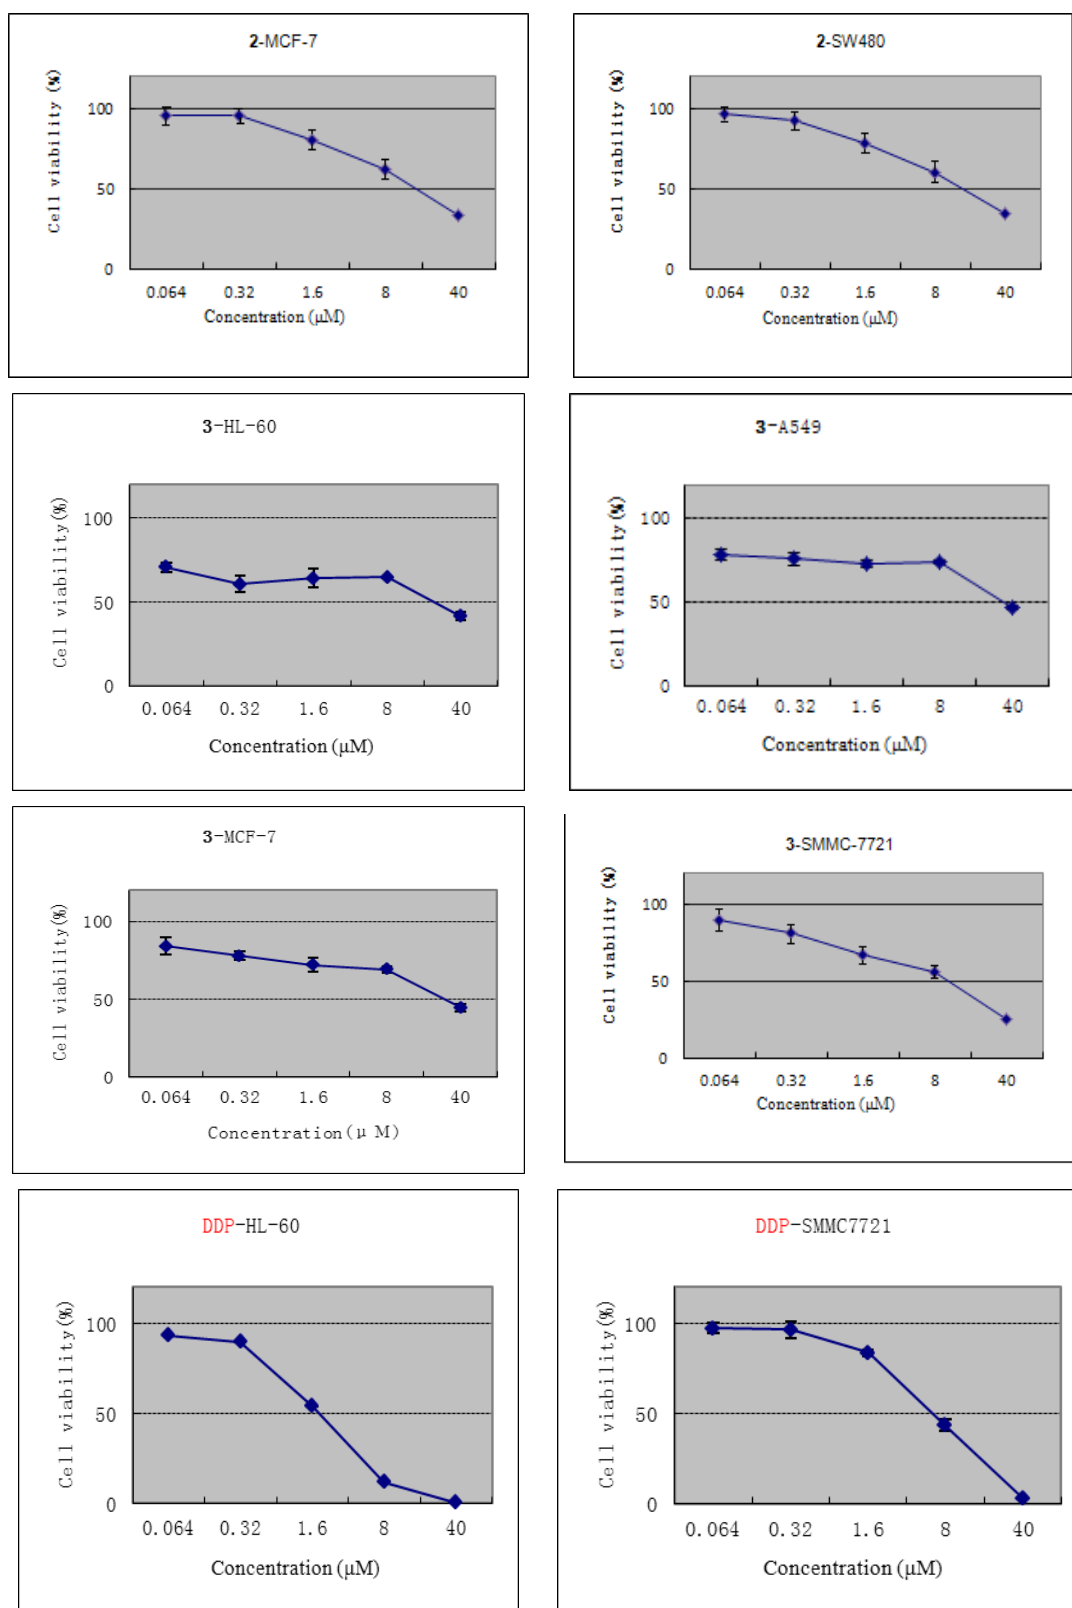 2-MCF-7
Cell viability (%)
100
50
0
0.064 0.32 1.6 8 40
Concentration (μM)
2-SW480
Cell viability (%)
100
50
0
0.064 0.32 1.6 8 40
Concentration (μM)
3-HL-60
Cell viability(%)
100
50
0
0.064 0.32 1.6 8 40
Concentration (μM)
3-A549
Cell viability(%)
100
50
0
0.064 0.32 1.6 8 40
Concentration (μM)
3-MCF-7
Cell viability(%)
100
50
0
0.064 0.32 1.6 8 40
Concentration(μ M)
3-SMMC-7721
Cell viability (%)
100
50
0
0.064 0.32 1.6 8 40
Concentration (μM)
DDP-HL-60
Cell viability(%)
100
50
0
0.064 0.32 1.6 8 40
Concentration (μM)
DDP-SMMC7721
Cell viability(%)
100
50
0
0.064 0.32 1.6 8 40
Concentration (μM)